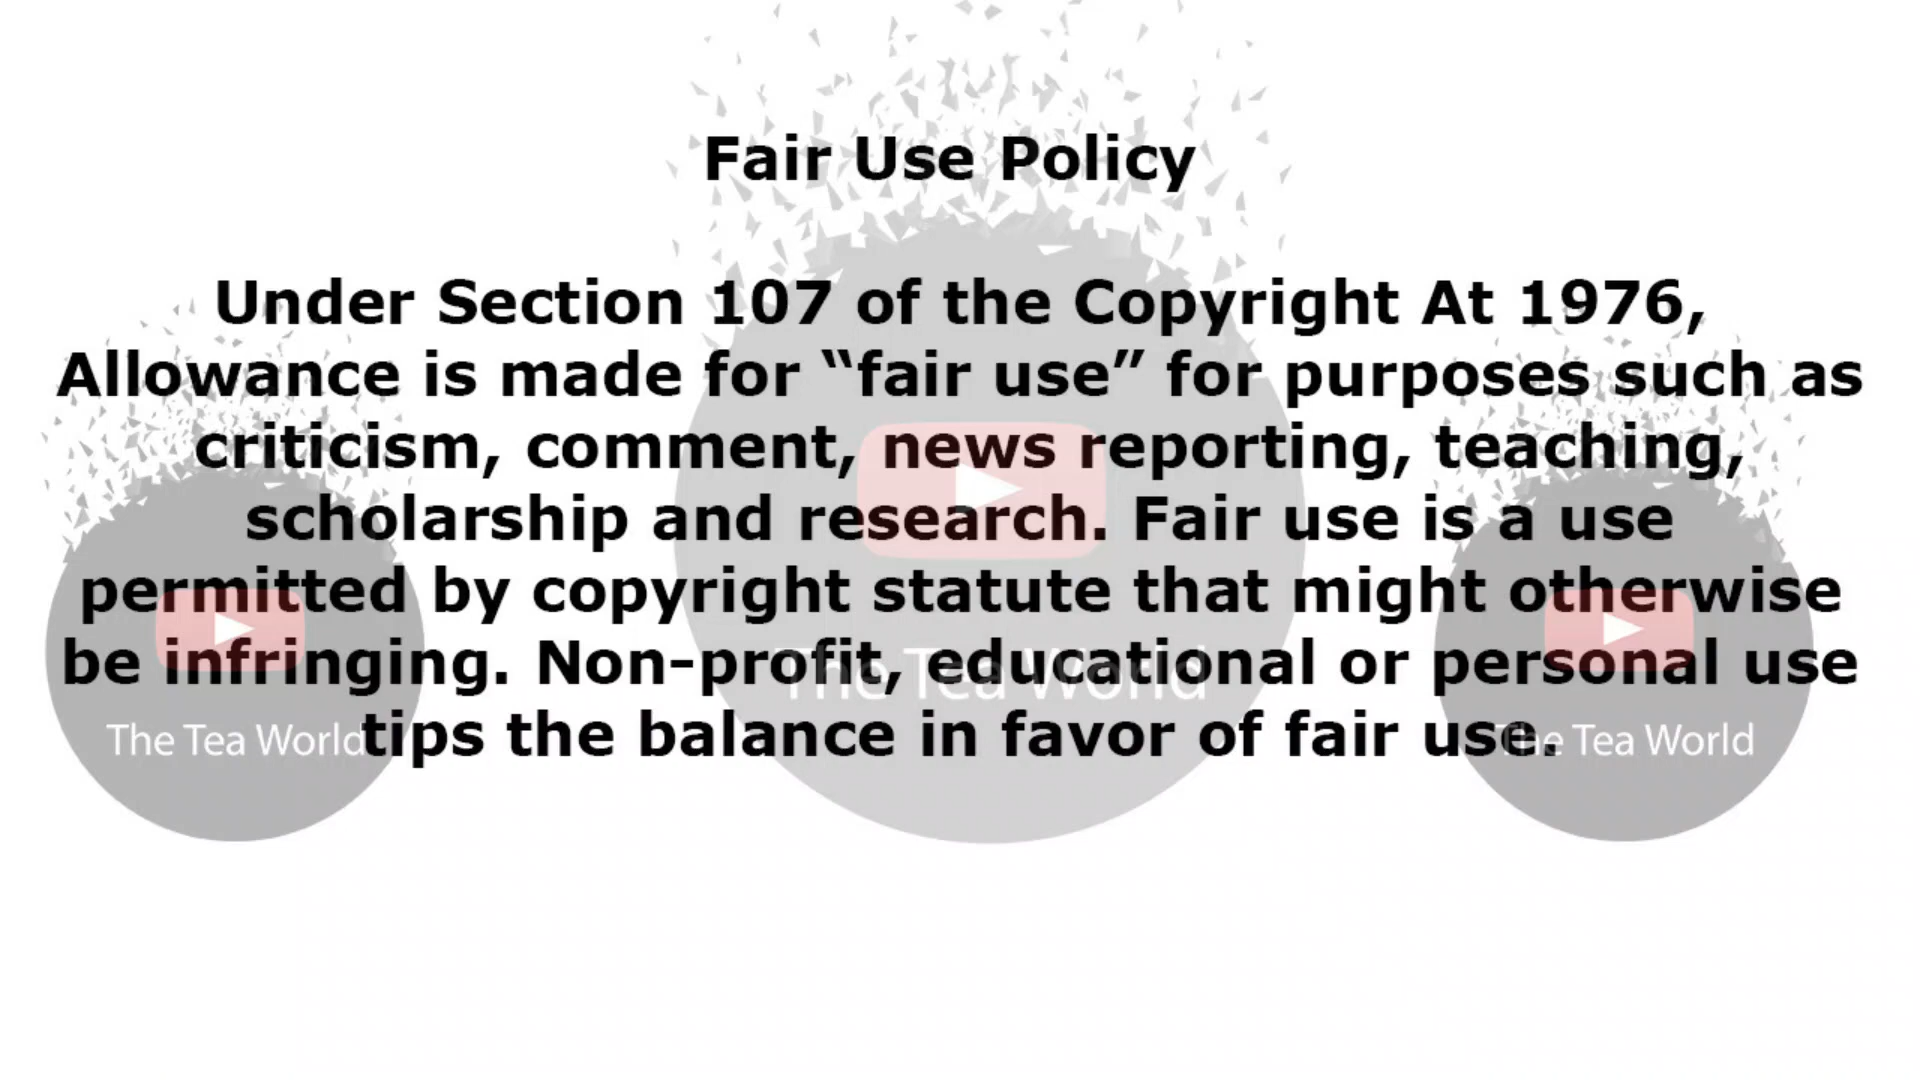 Fair Use Policy
Under Section 107 of the Copyright At 1976,
Allowance is made for “fair use” for purposes such as
criticism, comment, news reporting, teaching,
scholarship and research. Fair use is a use
permitted by copyright statute that might otherwise
be infringing. Non-profit, educational or personal use
tips the balance in favor of fair use.
The Tea World
The Tea World
The Tea World